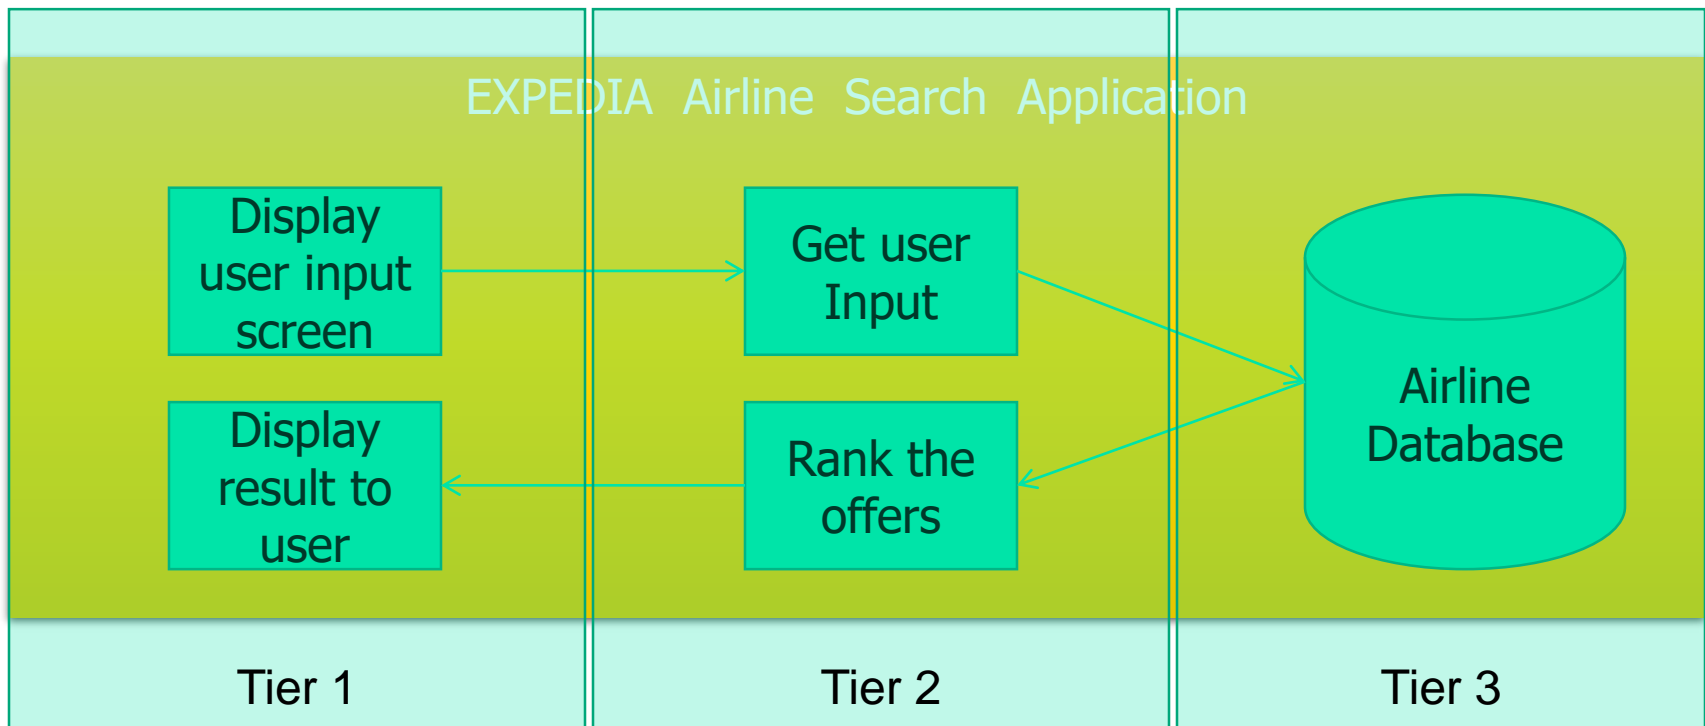 EXPEDIA Airline Search Application
Display
user input
screen
Get user
Input
Airline
Database
Display
result to
user
Rank the
offers
Tier 1
Tier 2
Tier 3